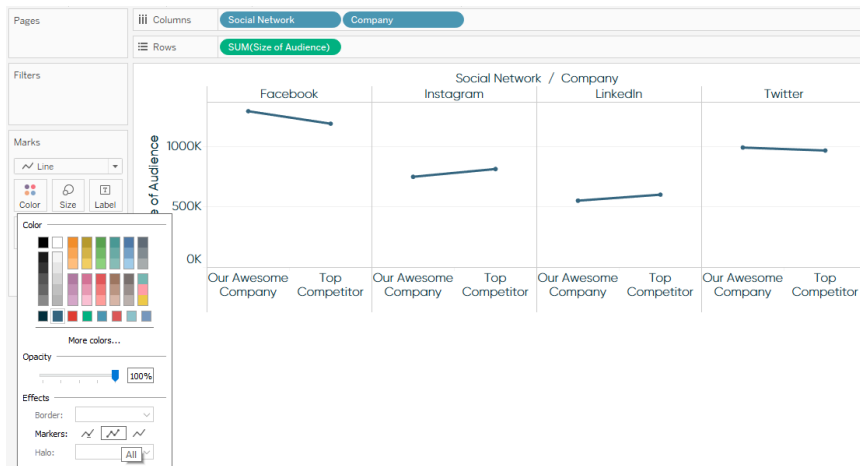 Pages
iii Columns
Social Network
Company
Rows
SUM(Size of Audience)
Filters
Social Network / Company
Facebook
Instagram
LinkedIn
Twitter
Marks
Line
Color
Size
Label
of Audience
1000K
500K
0K
Our Awesome Company
Top Competitor
Our Awesome Company
Top Competitor
Our Awesome Company
Top Competitor
Our Awesome Company
Top Competitor
Color
More colors...
Opacity
100%
Effects
Border:
Markers:
Halo:
All